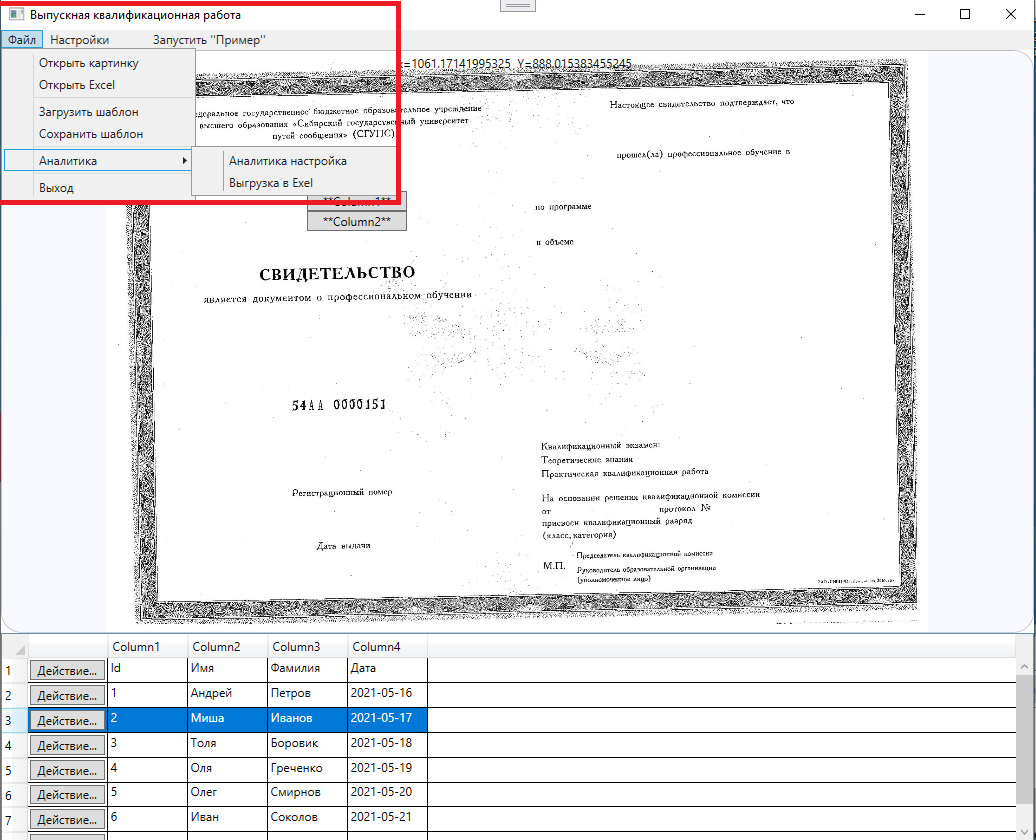 Выпускная квалификационная работа
Файл Настройки Запустить "Пример"
Открыть картинку
Открыть Excel
Загрузить шаблон
Сохранить шаблон
Аналитика
Выход
Аналитика настройка
Выгрузка в Exel
x=1061.17141995325 Y=888.015383455245
государственное бюджетное образовательное учреждение
высшего образования «Сибирский государственный университет
путей сообщения» (СГУПС)
**Column1**
**Column2**
СВИДЕТЕЛЬСТВО
является документом о профессиональном обучении
54АА 0000151
Регистрационный номер
Дата выдачи
Настоящее свидетельство подтверждает, что
прошел(ла) профессиональное обучение в
по программе
в объеме
Квалификационный экзамен:
Теоретические знания
Практическая квалификационная работа
На основании решения квалификационной комиссии
от протокол №
присвоен квалификационный разряд
(класс, категория)
Председатель квалификационной комиссии
М.П.
Руководитель образовательной организации
(уполномоченное лицо)
Column1 Column2 Column3 Column4
1 Действие... Id Имя Фамилия Дата
2 Действие... 1 Андрей Петров 2021-05-16
3 Действие... 2 Миша Иванов 2021-05-17
4 Действие... 3 Толя Боровик 2021-05-18
5 Действие... 4 Оля Греченко 2021-05-19
6 Действие... 5 Олег Смирнов 2021-05-20
7 Действие... 6 Иван Соколов 2021-05-21